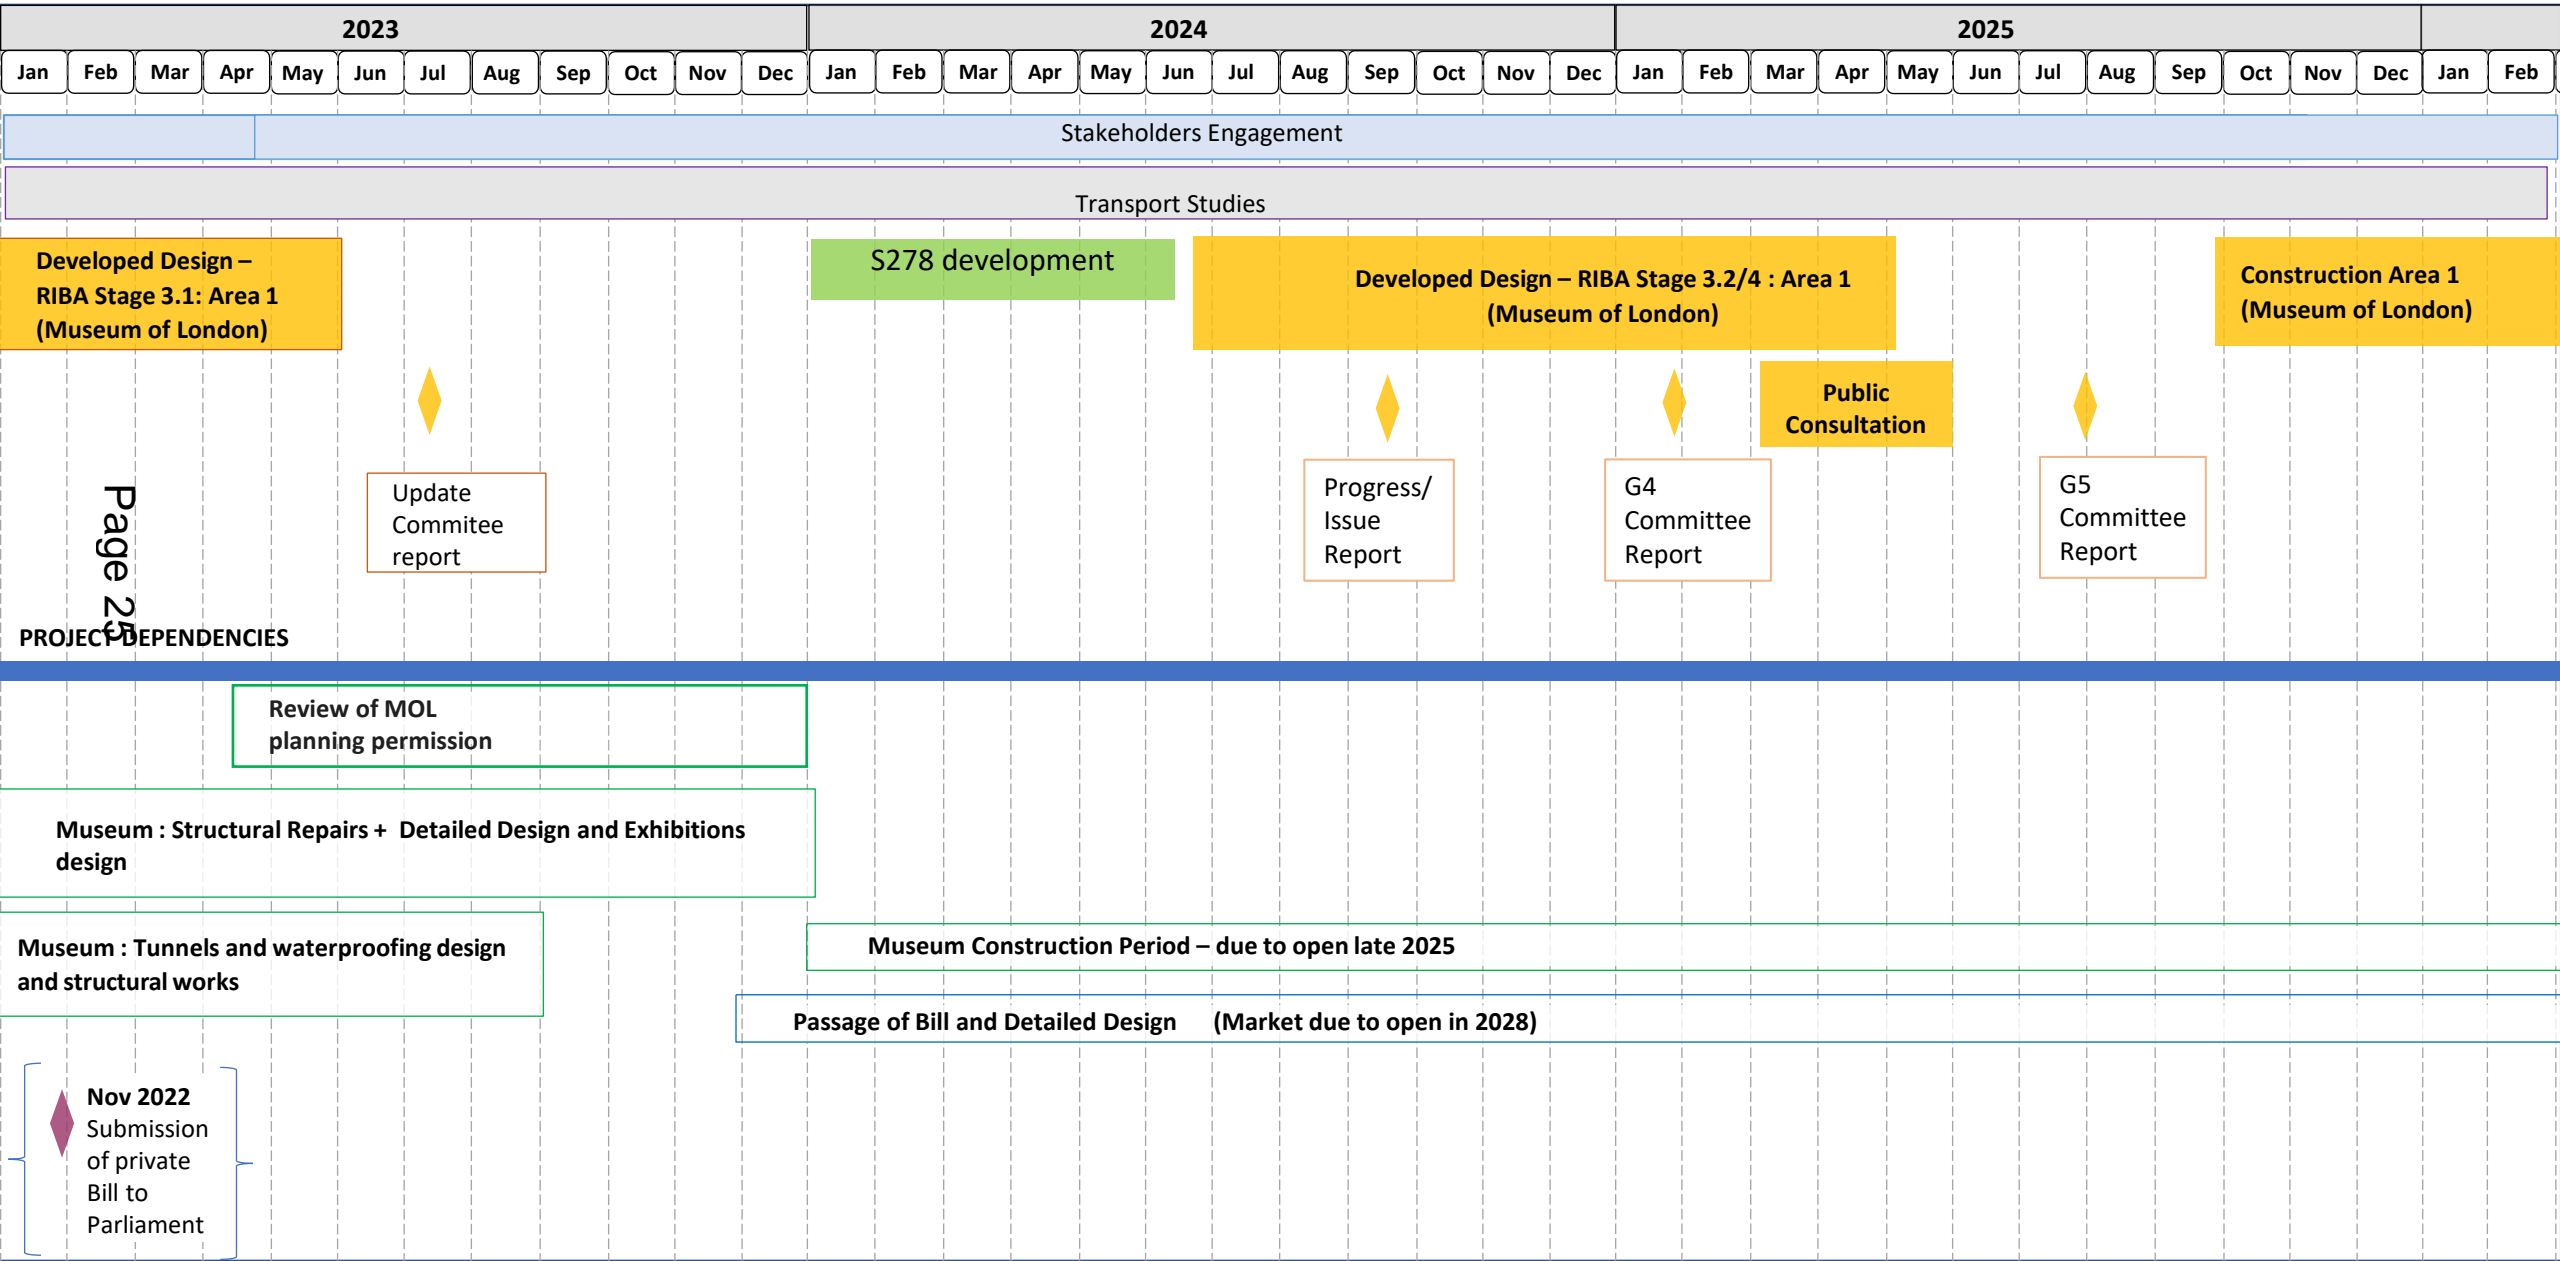 2023 2024 2025
Jan Feb Mar Apr May Jun Jul Aug Sep Oct Nov Dec Jan Feb Mar Apr May Jun Jul Aug Sep Oct Nov Dec Jan Feb Mar Apr May Jun Jul Aug Sep Oct Nov Dec Jan Feb
Stakeholders Engagement
Transport Studies
Developed Design –
RIBA Stage 3.1: Area 1
(Museum of London)
S278 development
Developed Design – RIBA Stage 3.2/4 : Area 1
(Museum of London)
Construction Area 1
(Museum of London)
Public
Consultation
Update
Commitee
report
Progress/
Issue
Report
G4
Committee
Report
G5
Committee
Report
Page 25
PROJECT DEPENDENCIES
Review of MOL
planning permission
Museum : Structural Repairs + Detailed Design and Exhibitions
design
Museum : Tunnels and waterproofing design
and structural works
Museum Construction Period – due to open late 2025
Passage of Bill and Detailed Design (Market due to open in 2028)
Nov 2022
Submission
of private
Bill to
Parliament